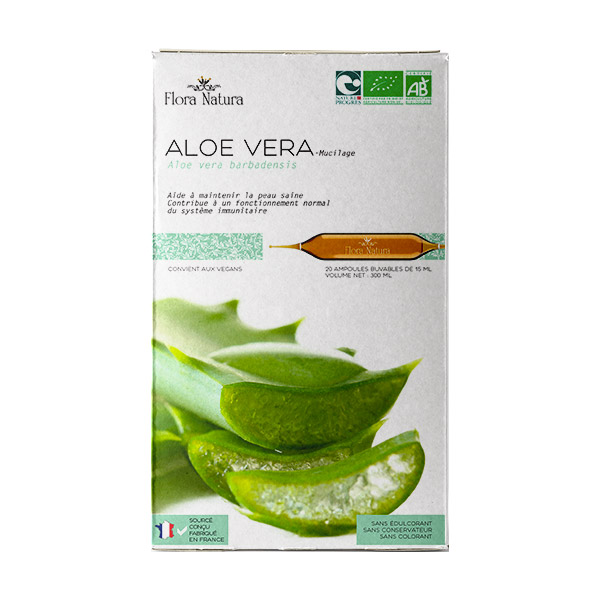 Flora Natura
NATURE
PROGRÈS
AB
ALOE VERA-Mucilage
Aloe vera barbadensis
Aide à maintenir la peau saine
Contribue à un fonctionnement normal
du système immunitaire
Flora Natura
CONVIENT AUX VEGANS
20 AMPOULES BUVABLES DE 15 ML
VOLUME NET : 300 ML
SOURCÉ
CONÇU
FABRIQUÉ
EN FRANCE
SANS ÉDULCORANT
SANS CONSERVATEUR
SANS COLORANT